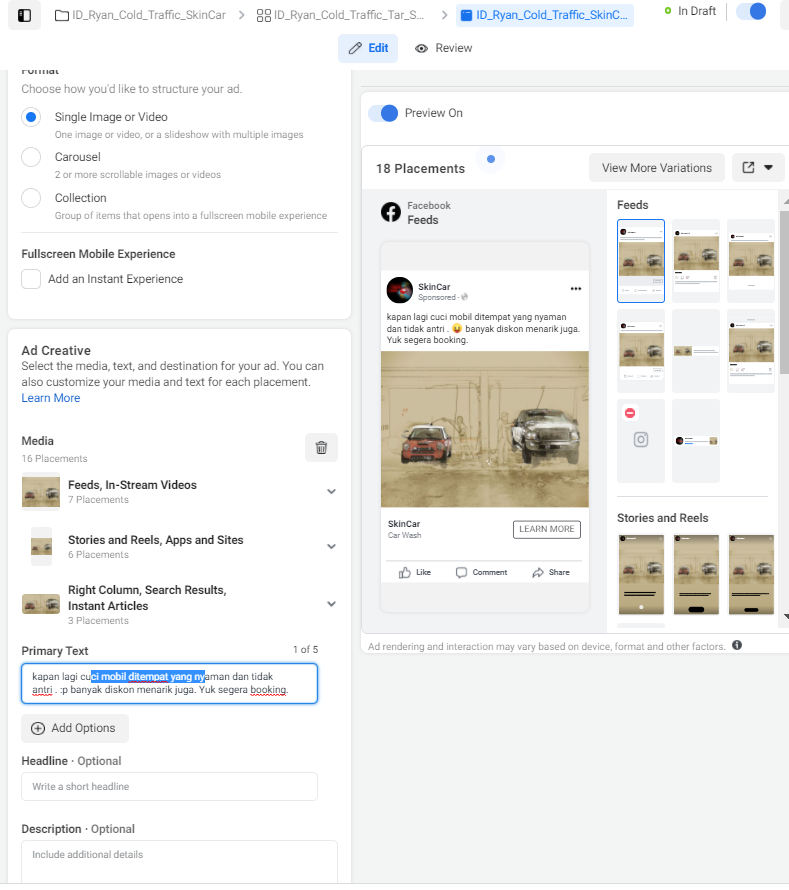 ID_Ryan_Cold_Traffic_SkinCar
ID_Ryan_Cold_Traffic_Tar_S...
ID_Ryan_Cold_Traffic_SkinC...
In Draft
Edit
Review
Format
Choose how you'd like to structure your ad.
Single Image or Video
One image or video, or a slideshow with multiple images
Carousel
2 or more scrollable images or videos
Collection
Group of items that opens into a fullscreen mobile experience
Fullscreen Mobile Experience
Add an Instant Experience
Ad Creative
Select the media, text, and destination for your ad. You can
also customize your media and text for each placement.
Learn More
Media
16 Placements
Feeds, In-Stream Videos
7 Placements
Stories and Reels, Apps and Sites
6 Placements
Right Column, Search Results,
Instant Articles
3 Placements
Primary Text
1 of 5
kapan lagi cuci mobil ditempat yang nyaman dan tidak
antri . :p banyak diskon menarik juga. Yuk segera booking.
Add Options
Headline · Optional
Write a short headline
Description · Optional
Include additional details
Preview On
18 Placements
View More Variations
Facebook
Feeds
SkinCar
Sponsored ·
kapan lagi cuci mobil ditempat yang nyaman
dan tidak antri . 😝 banyak diskon menarik juga.
Yuk segera booking.
SkinCar
Car Wash
LEARN MORE
Like
Comment
Share
Feeds
Stories and Reels
Ad rendering and interaction may vary based on device, format and other factors.